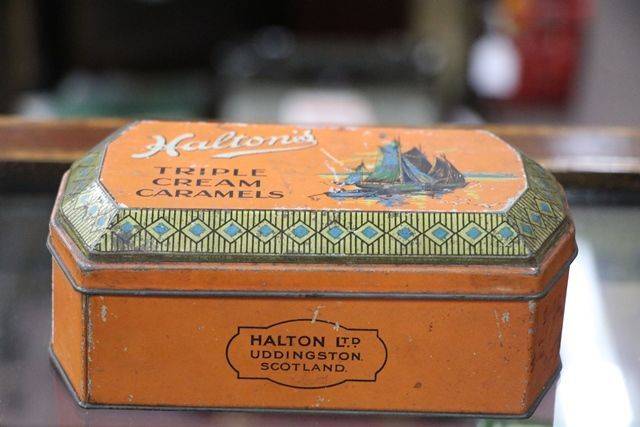 Halton's
TRIPLE
CREAM
CARAMELS
HALTON LTD
UDDINGSTON.
SCOTLAND.